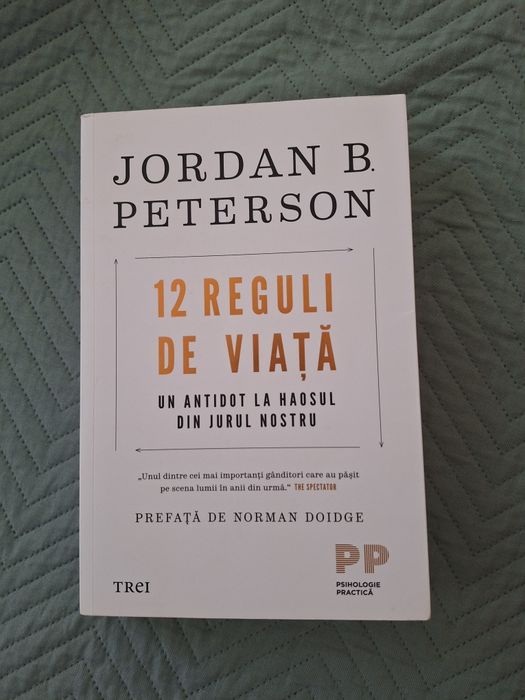 JORDAN B.
PETERSON
12 REGULI
DE VIAȚĂ
UN ANTIDOT LA HAOSUL
DIN JURUL NOSTRU
„Unul dintre cei mai importanți gânditori care au pășit
pe scena lumii în anii din urmă.“ THE SPECTATOR
PREFAȚĂ DE NORMAN DOIDGE
PP
PSIHOLOGIE
PRACTICĂ
TREI